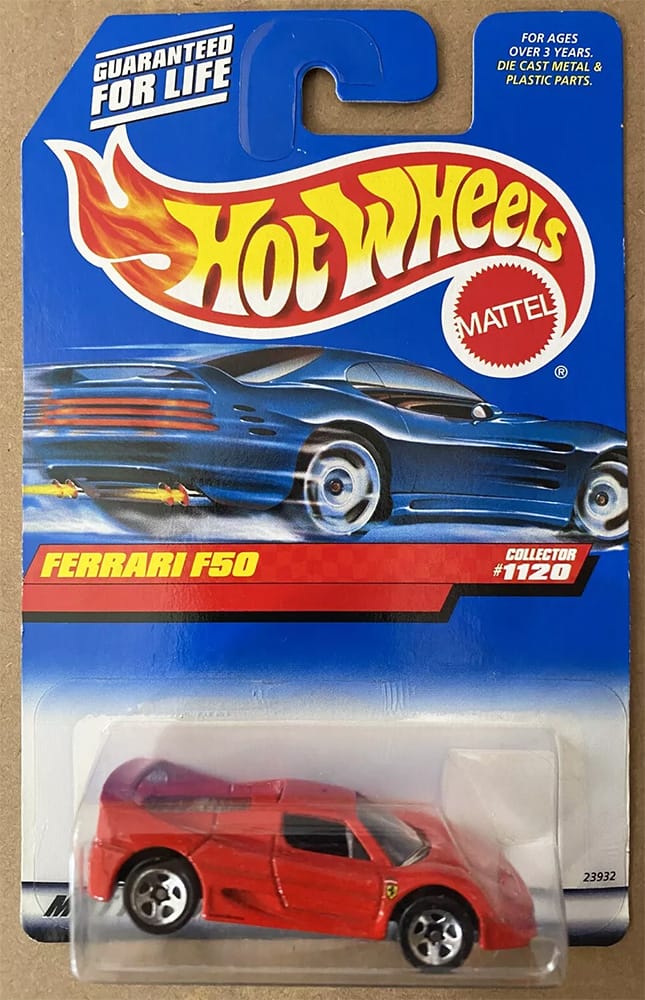 GUARANTEED
FOR LIFE
FOR AGES
OVER 3 YEARS.
DIE CAST METAL &
PLASTIC PARTS.
HOT WHEELS
MATTEL
®
FERRARI F50
COLLECTOR
#1120
23932